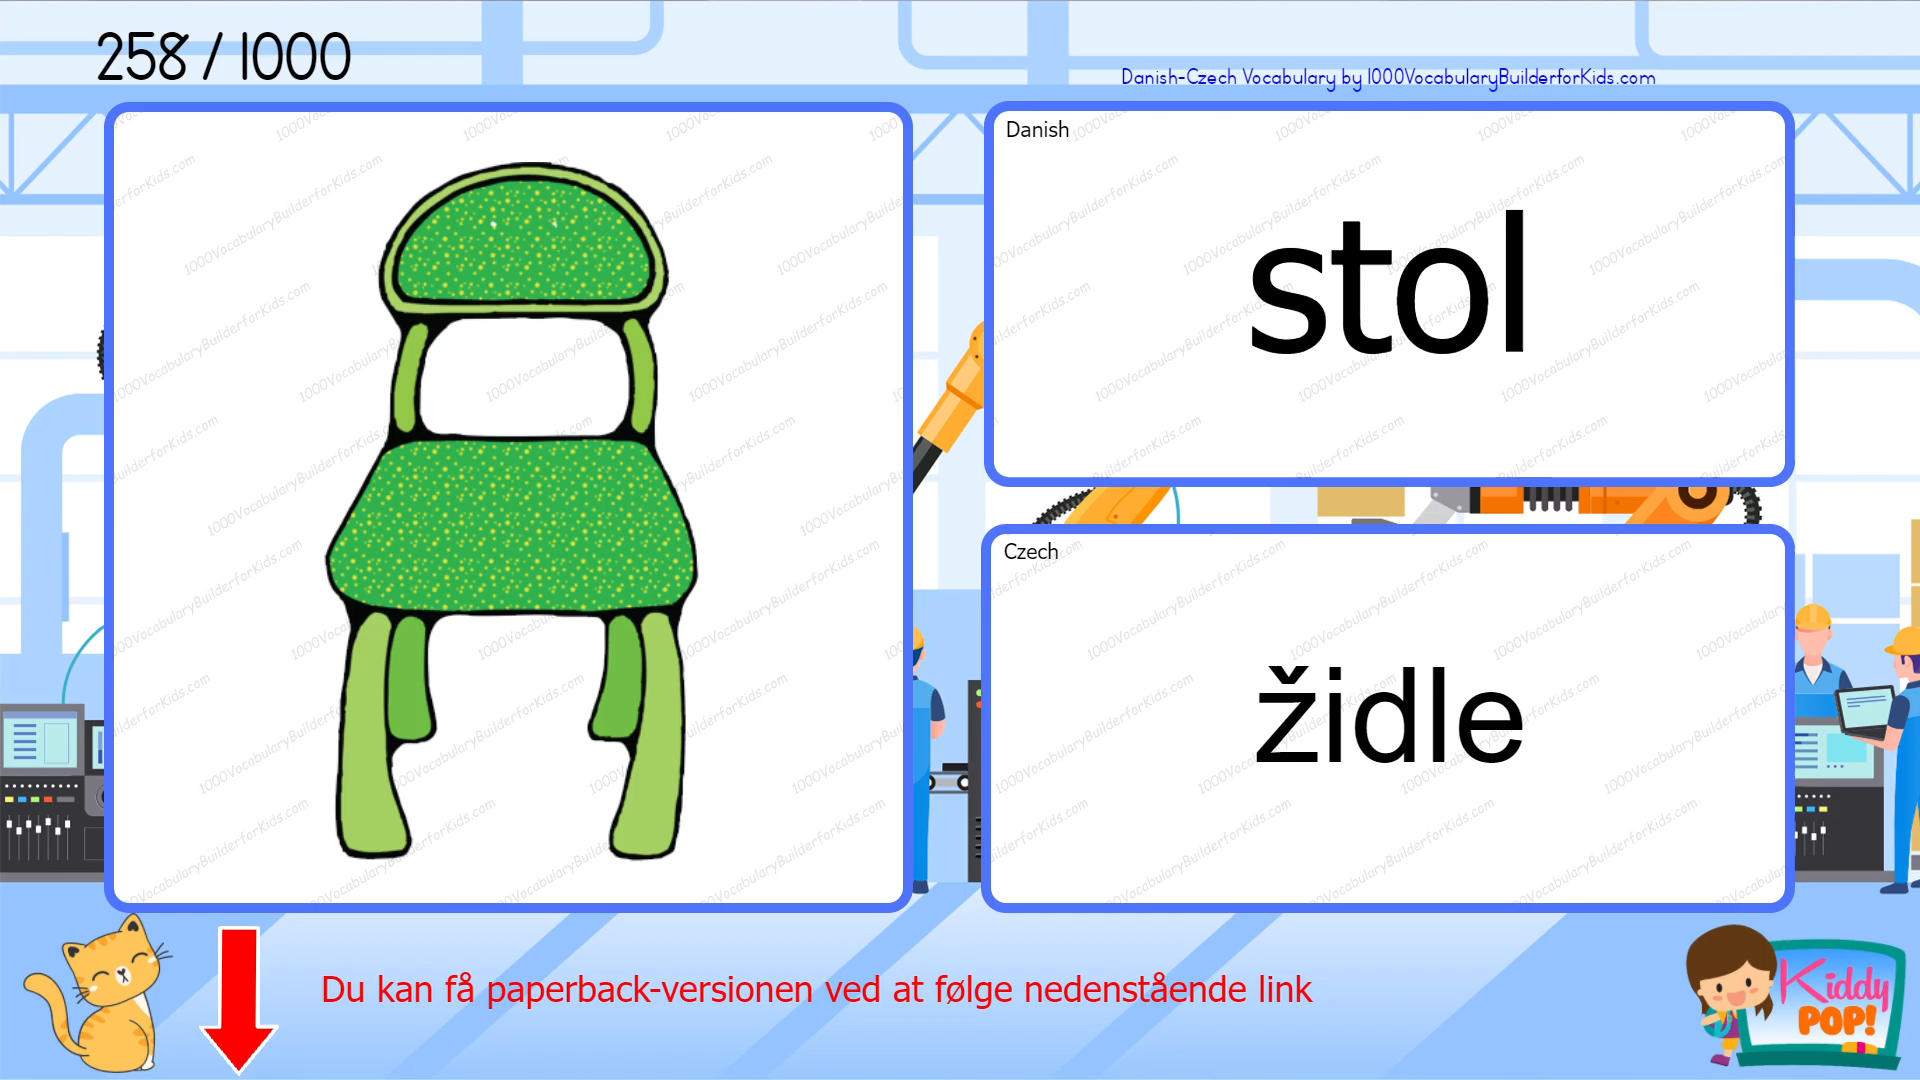 258 / 1000
Danish-Czech Vocabulary by 1000VocabularyBuilderforKids.com
Danish
stol
Czech
židle
Du kan få paperback-versionen ved at følge nedenstående link
Kiddy
POP!